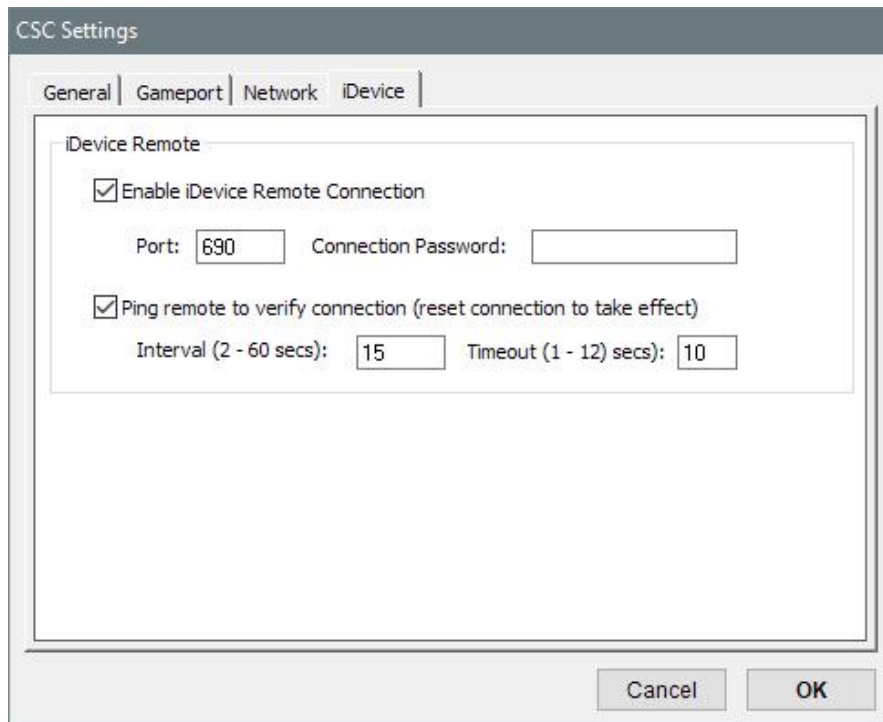 CSC Settings
General Gameport Network iDevice
iDevice Remote
Enable iDevice Remote Connection
Port: 690 Connection Password:
Ping remote to verify connection (reset connection to take effect)
Interval (2 - 60 secs): 15 Timeout (1 - 12) secs): 10
Cancel OK